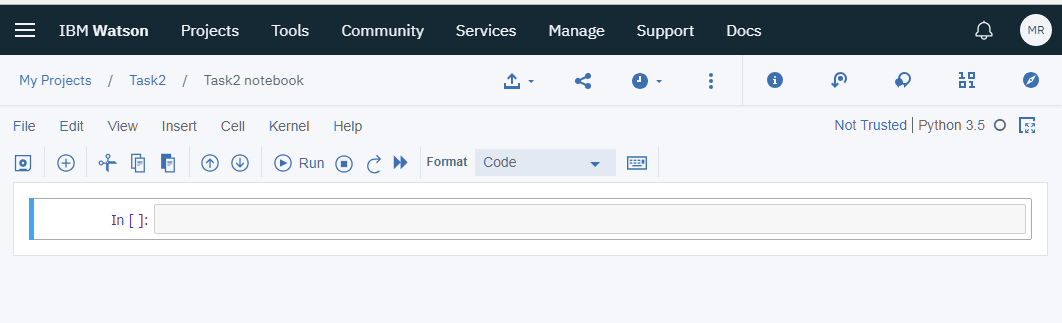 IBM Watson Projects Tools Community Services Manage Support Docs MR
My Projects / Task2 / Task2 notebook
File Edit View Insert Cell Kernel Help Not Trusted | Python 3.5
Run Format Code
In [ ]: